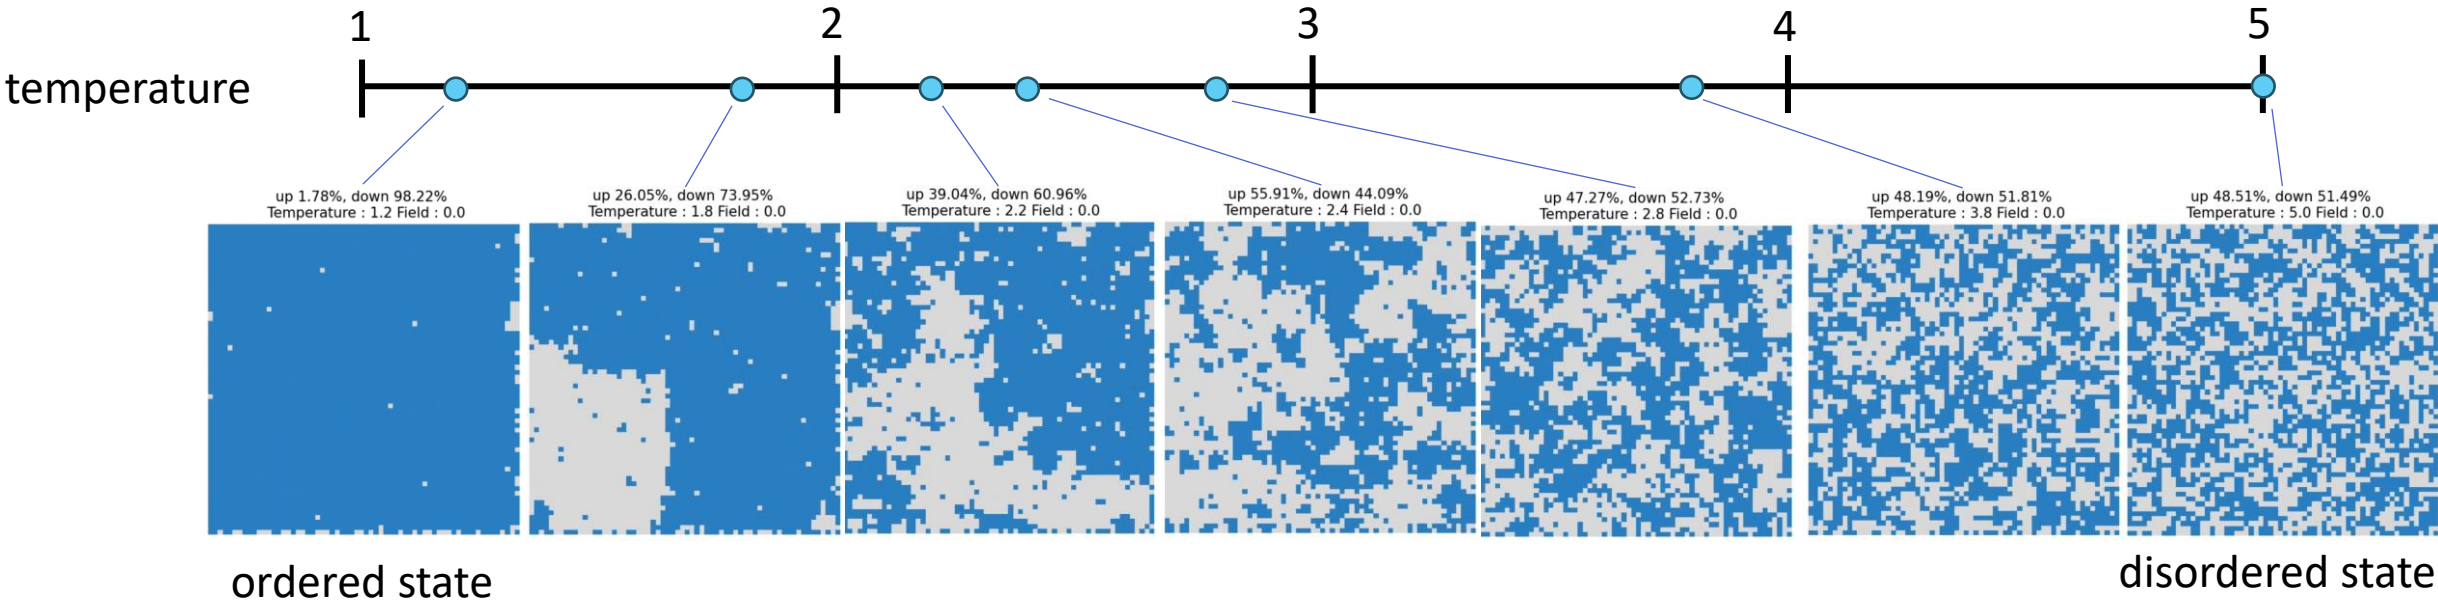 1 2 3 4 5
temperature
up 1.78%, down 98.22%
Temperature : 1.2 Field : 0.0
up 26.05%, down 73.95%
Temperature : 1.8 Field : 0.0
up 39.04%, down 60.96%
Temperature : 2.2 Field : 0.0
up 55.91%, down 44.09%
Temperature : 2.4 Field : 0.0
up 47.27%, down 52.73%
Temperature : 2.8 Field : 0.0
up 48.19%, down 51.81%
Temperature : 3.8 Field : 0.0
up 48.51%, down 51.49%
Temperature : 5.0 Field : 0.0
ordered state
disordered state